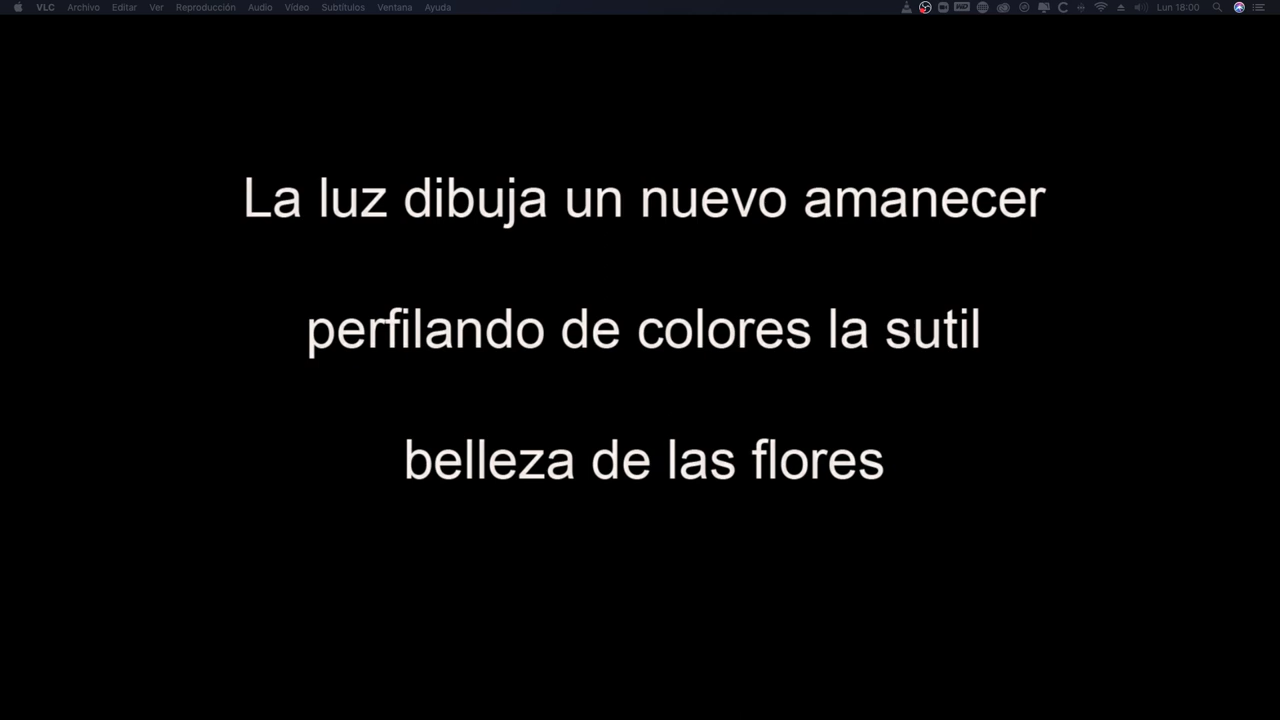 VLC Archivo Editar Ver Reproducción Audio Vídeo Subtítulos Ventana Ayuda Lun 18:00
La luz dibuja un nuevo amanecer
perfilando de colores la sutil
belleza de las flores